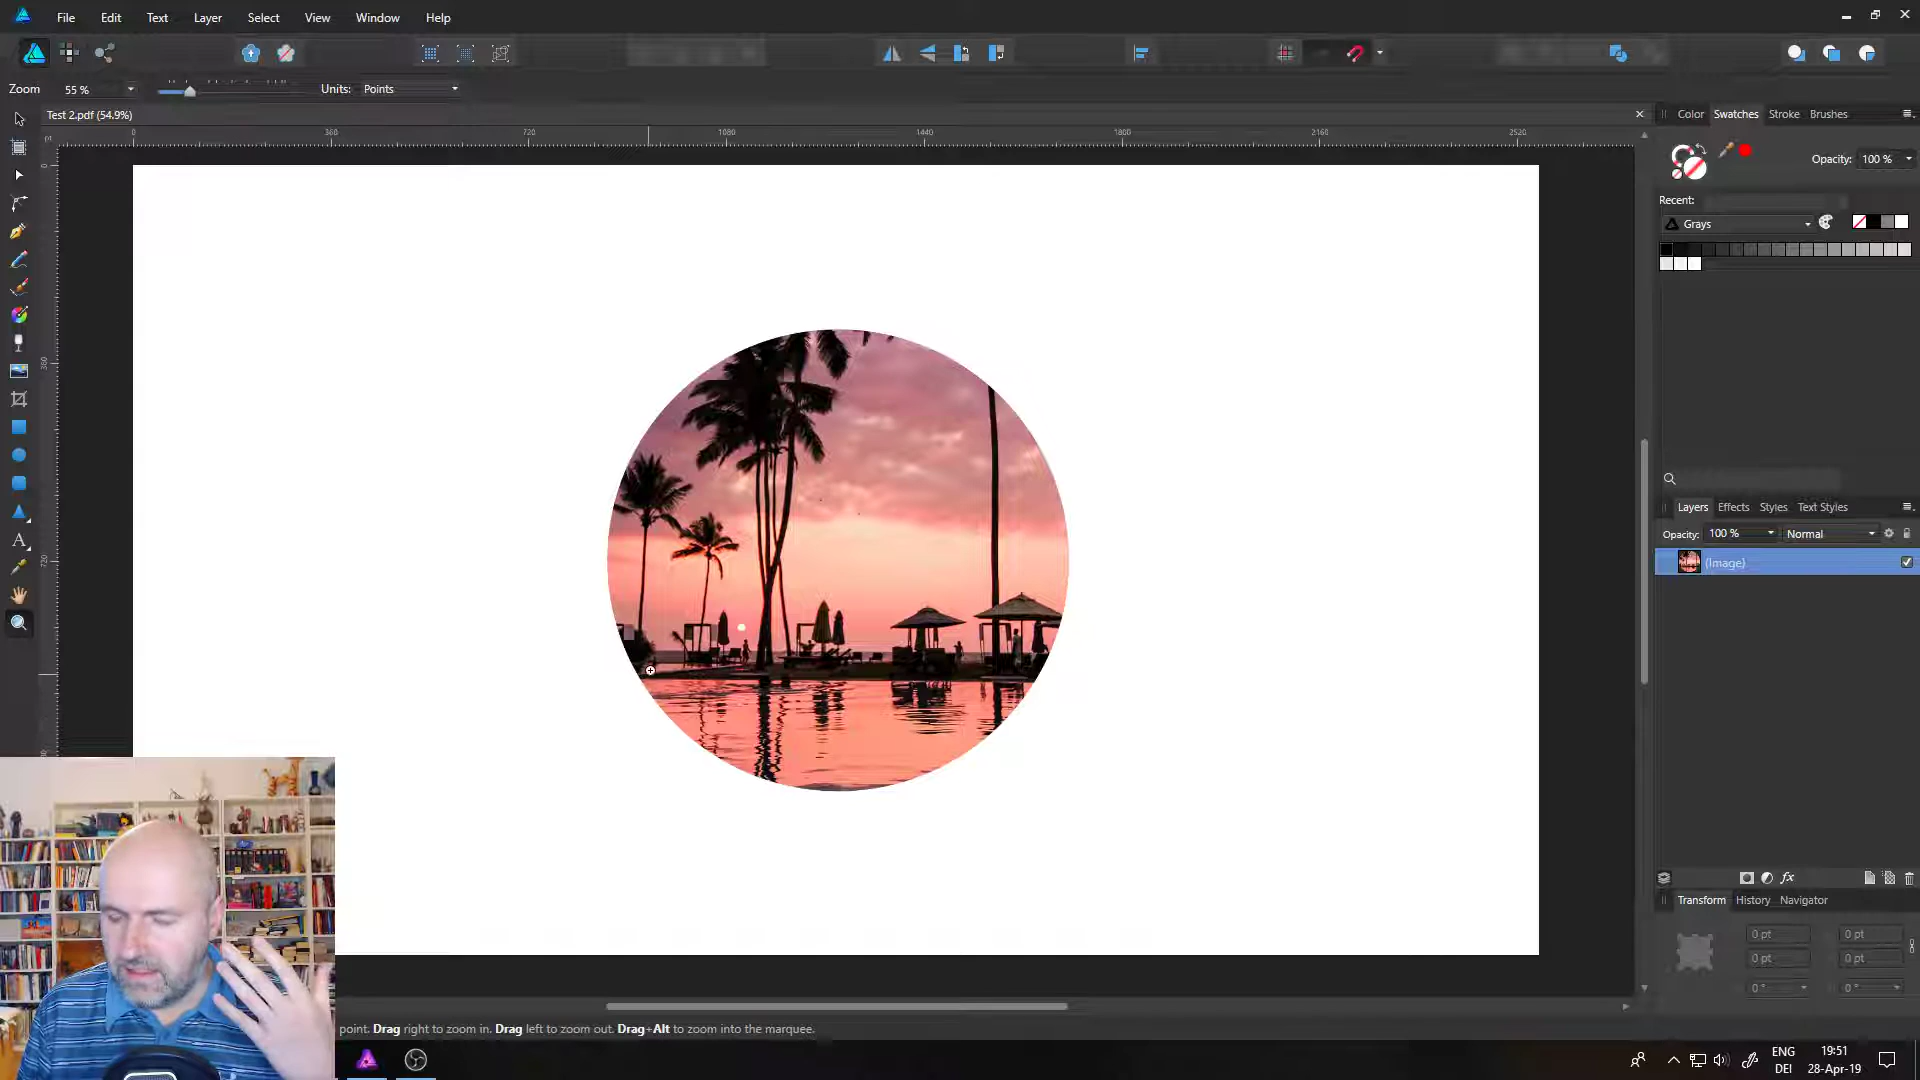 File Edit Text Layer Select View Window Help
Zoom 55 % Units: Points
Test 2.pdf (54.9%)
Color Swatches Stroke Brushes
0 360 720 1080 1440 1800 2160 2520
Opacity: 100 %
Recent:
Grays
Layers Effects Styles Text Styles
Opacity: 100 % Normal
(Image)
fx
Transform History Navigator
0 pt 0 pt
0 pt 0 pt
0 ° 0 °
point. Drag right to zoom in. Drag left to zoom out. Drag+Alt to zoom into the marquee.
ENG 19:51
DEI 28-Apr-19